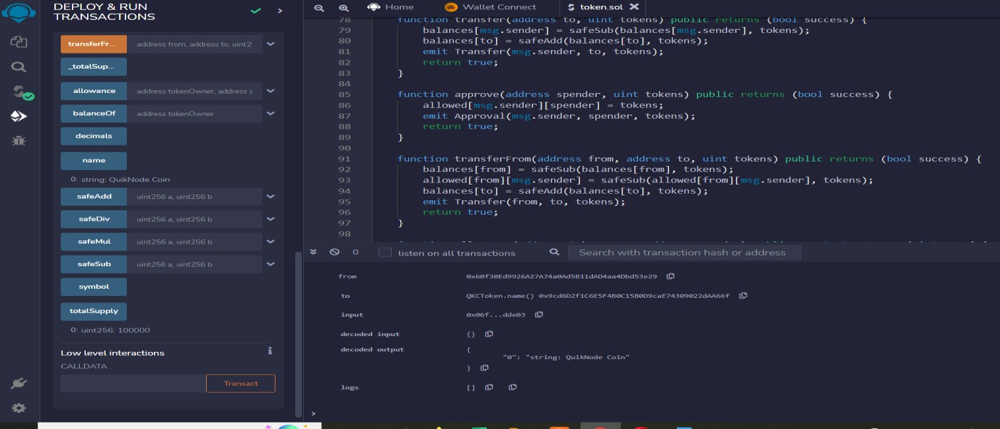 DEPLOY & RUN
TRANSACTIONS
transferFr... address from, address to, uint2
_totalSup...
allowance address tokenOwner, address s
balanceOf address tokenOwner
decimals
name
0: string: QuikNode Coin
safeAdd uint256 a, uint256 b
safeDiv uint256 a, uint256 b
safeMul uint256 a, uint256 b
safeSub uint256 a, uint256 b
symbol
totalSupply
0: uint256: 100000
Low level interactions
CALLDATA
Transact
Home Wallet Connect token.sol
78 function transfer(address to, uint tokens) public returns (bool success) {
79 balances[msg.sender] = safeSub(balances[msg.sender], tokens);
80 balances[to] = safeAdd(balances[to], tokens);
81 emit Transfer(msg.sender, to, tokens);
82 return true;
83 }
84
85 function approve(address spender, uint tokens) public returns (bool success) {
86 allowed[msg.sender][spender] = tokens;
87 emit Approval(msg.sender, spender, tokens);
88 return true;
89 }
90
91 function transferFrom(address from, address to, uint tokens) public returns (bool success) {
92 balances[from] = safeSub(balances[from], tokens);
93 allowed[from][msg.sender] = safeSub(allowed[from][msg.sender], tokens);
94 balances[to] = safeAdd(balances[to], tokens);
95 emit Transfer(from, to, tokens);
96 return true;
97 }
98
0 listen on all transactions Search with transaction hash or address
from 0x60f30Ed9926A27A74a0Ad5B11dAD4aa4Dbd53e29
to QKCToken.name() 0x9cd6D2f1C6E5F4B0C15B0D9caE74309022dAA66f
input 0x06f...dde03
decoded input {}
decoded output {
"0": "string: QuikNode Coin"
}
logs []
>